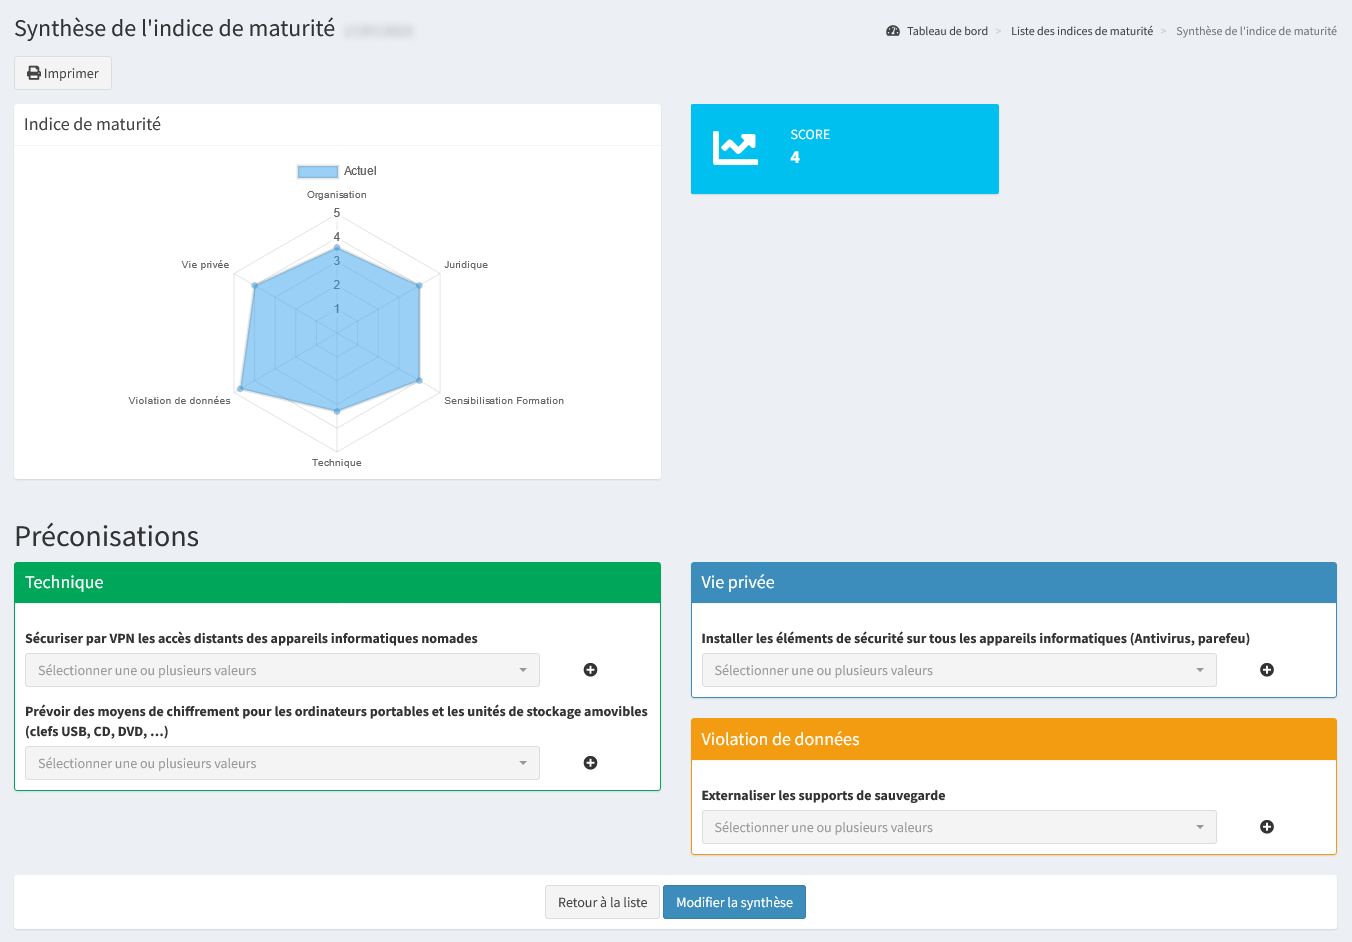 Synthèse de l'indice de maturité
Tableau de bord > Liste des indices de maturité > Synthèse de l'indice de maturité
Imprimer
Indice de maturité
SCORE
4
Actuel
Organisation
5
4
3
2
1
Vie privée
Juridique
Violation de données
Sensibilisation Formation
Technique
Préconisations
Technique
Sécuriser par VPN les accès distants des appareils informatiques nomades
Sélectionner une ou plusieurs valeurs
Prévoir des moyens de chiffrement pour les ordinateurs portables et les unités de stockage amovibles
(clefs USB, CD, DVD, ...)
Sélectionner une ou plusieurs valeurs
Vie privée
Installer les éléments de sécurité sur tous les appareils informatiques (Antivirus, parefeu)
Sélectionner une ou plusieurs valeurs
Violation de données
Externaliser les supports de sauvegarde
Sélectionner une ou plusieurs valeurs
Retour à la liste
Modifier la synthèse